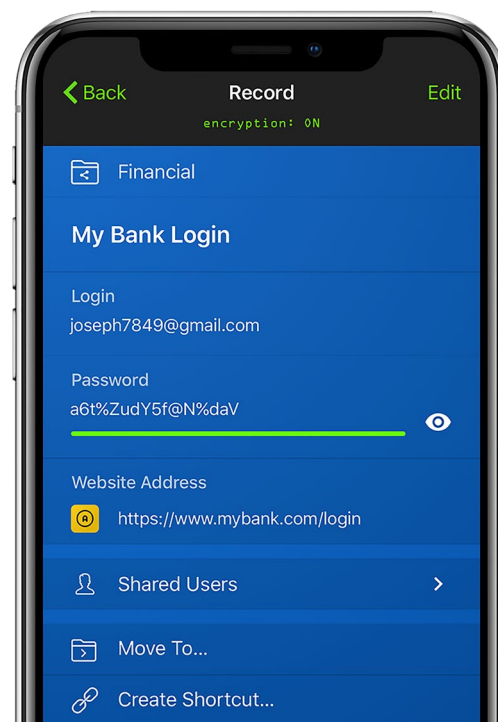 Back
Record
Edit
encryption: ON
Financial
My Bank Login
Login
joseph7849@gmail.com
Password
a6t%ZudY5f@N%daV
Website Address
https://www.mybank.com/login
Shared Users
Move To...
Create Shortcut...